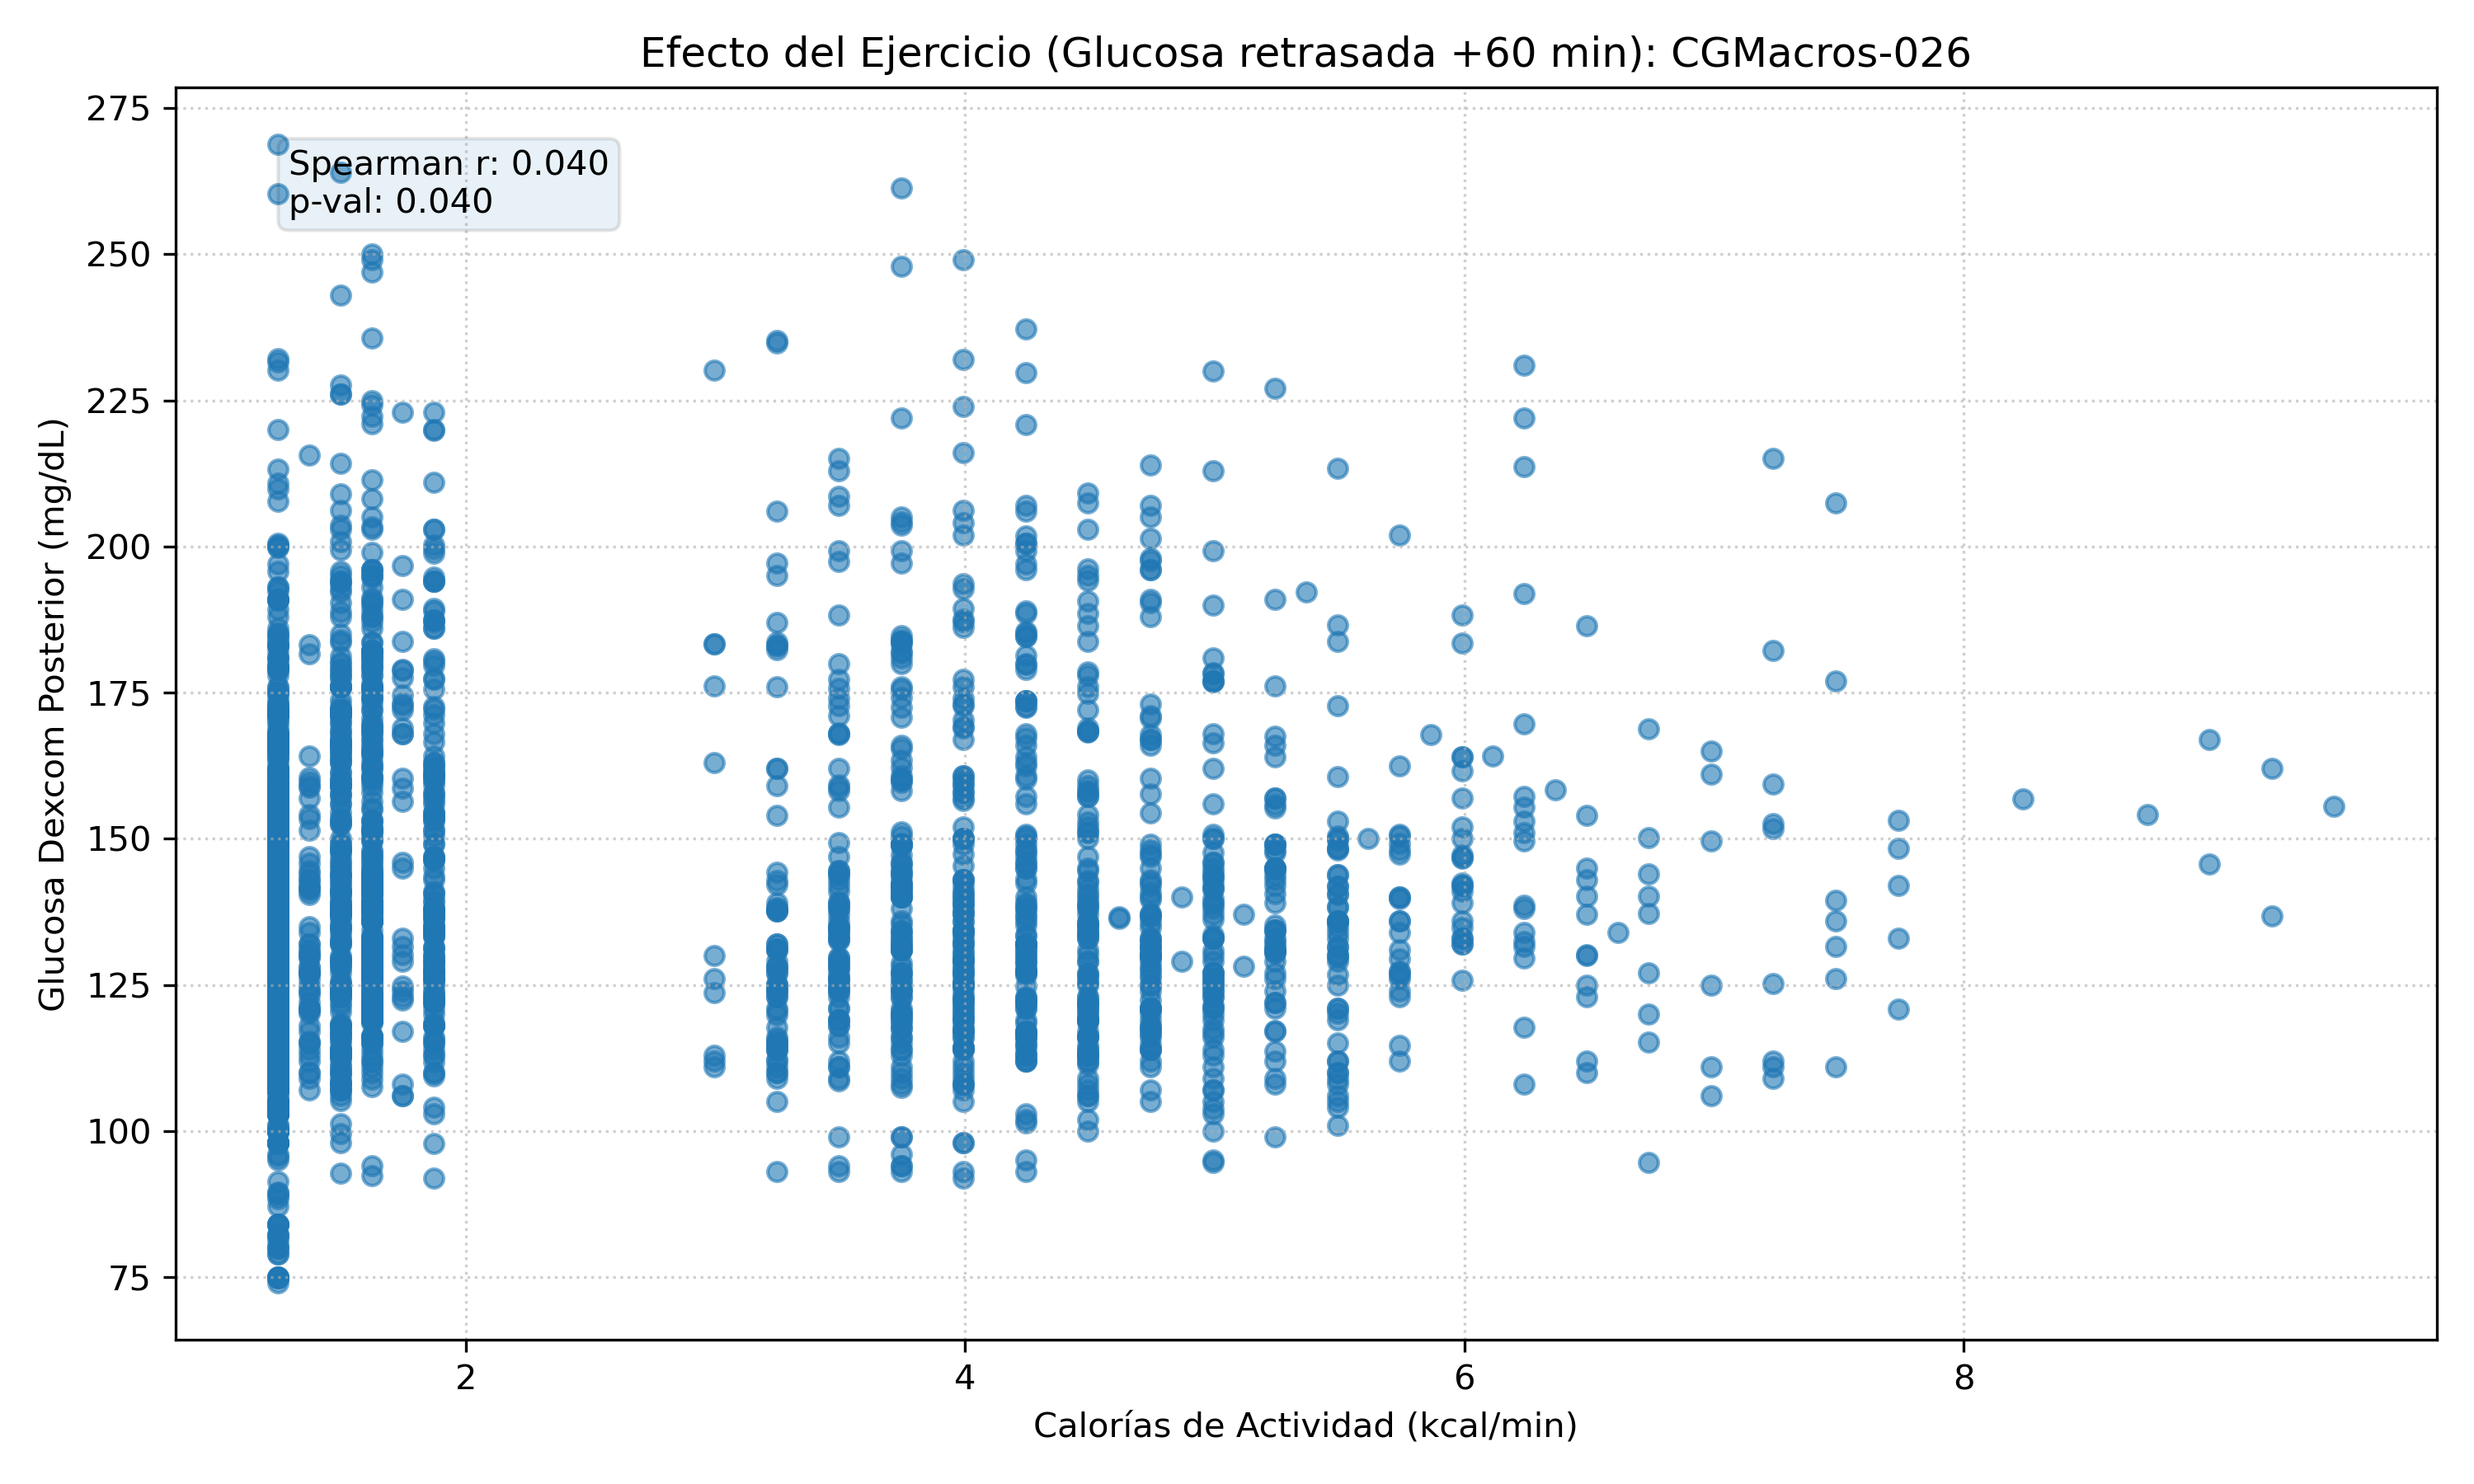 Efecto del Ejercicio (Glucosa retrasada +60 min): CGMacros-026
275
250
225
200
175
150
125
100
75
Glucosa Dexcom Posterior (mg/dL)
Spearman r: 0.040
p-val: 0.040
2
4
6
8
Calorías de Actividad (kcal/min)